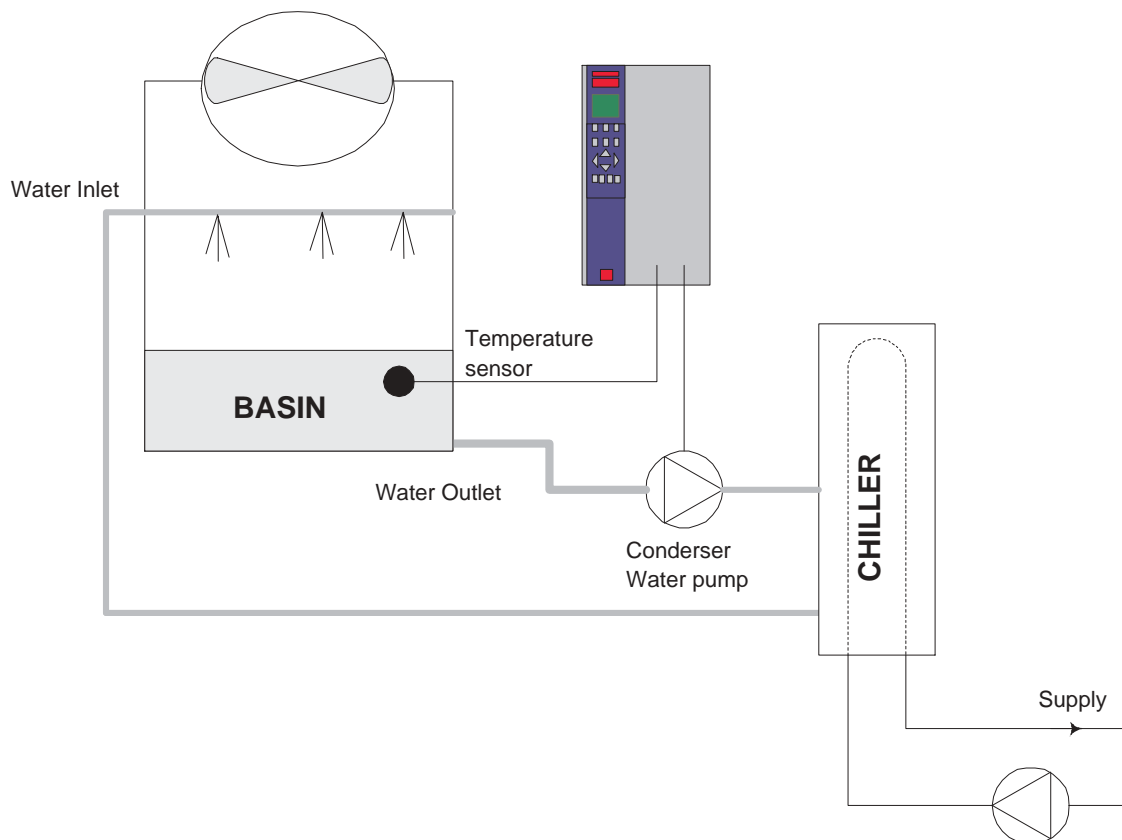 Water Inlet
Temperature
sensor
BASIN
Water Outlet
Conderser
Water pump
CHILLER
Supply